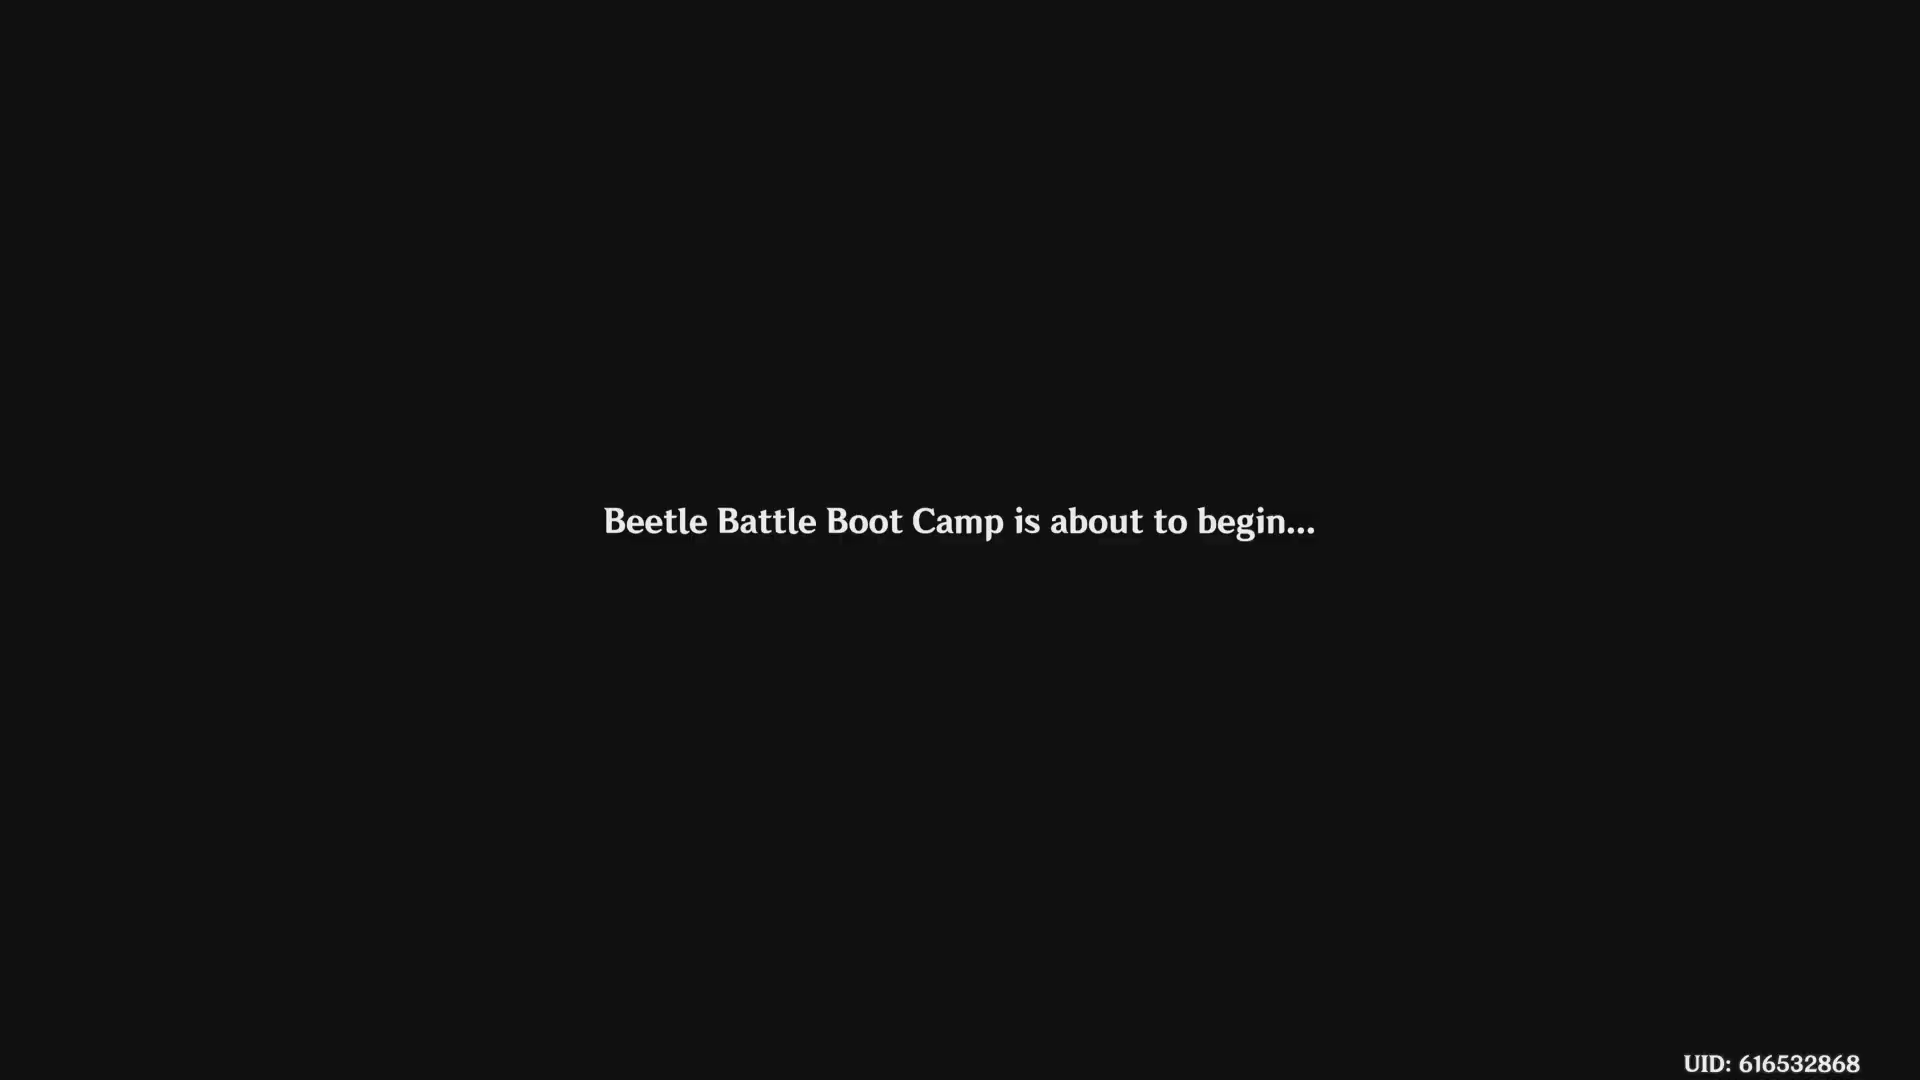 Beetle Battle Boot Camp is about to begin...
UID: 616532868